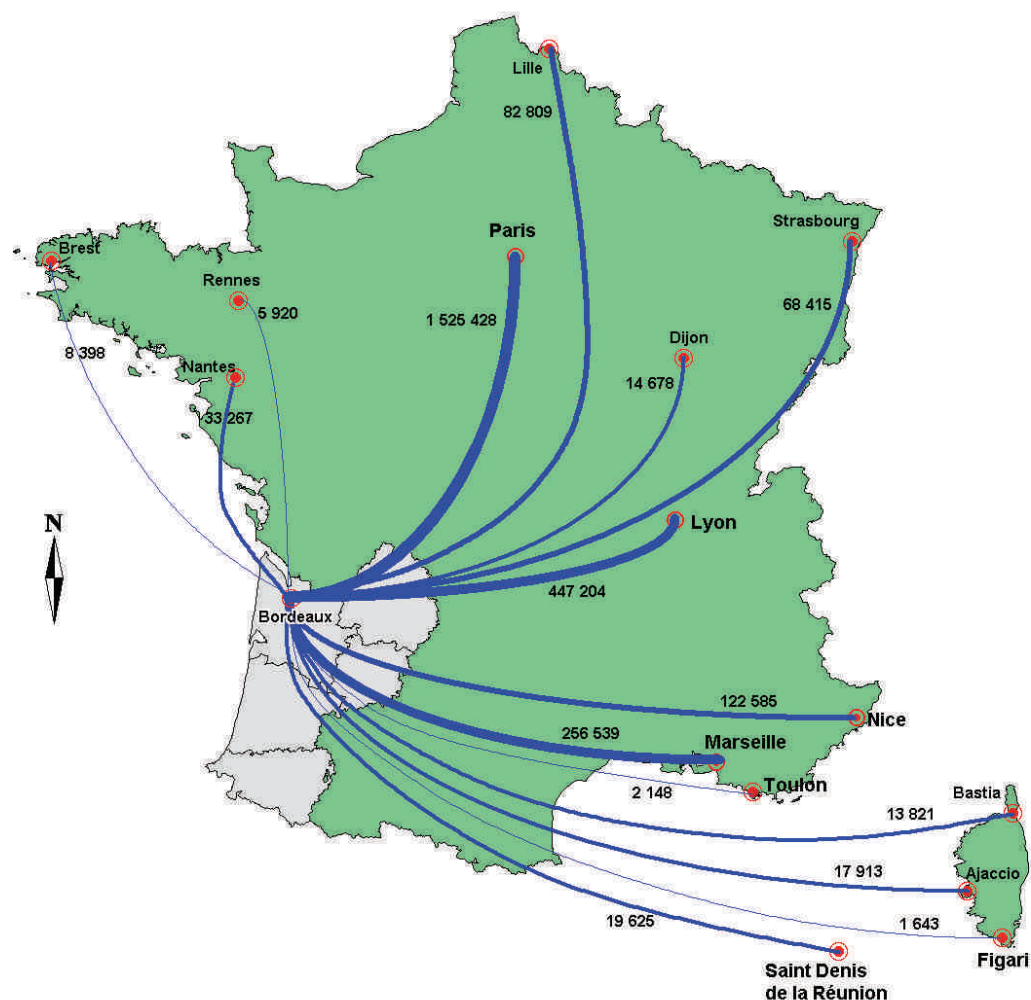 Lille
82 809
Strasbourg
Paris
Brest
Rennes
68 415
5 920
1 525 428
Dijon
8 398
Nantes
14 678
33 267
N
Lyon
447 204
Bordeaux
122 585
Nice
256 539
Marseille
Toulon
2 148
Bastia
13 821
17 913
Ajaccio
19 625
1 643
Figari
Saint Denis
de la Réunion